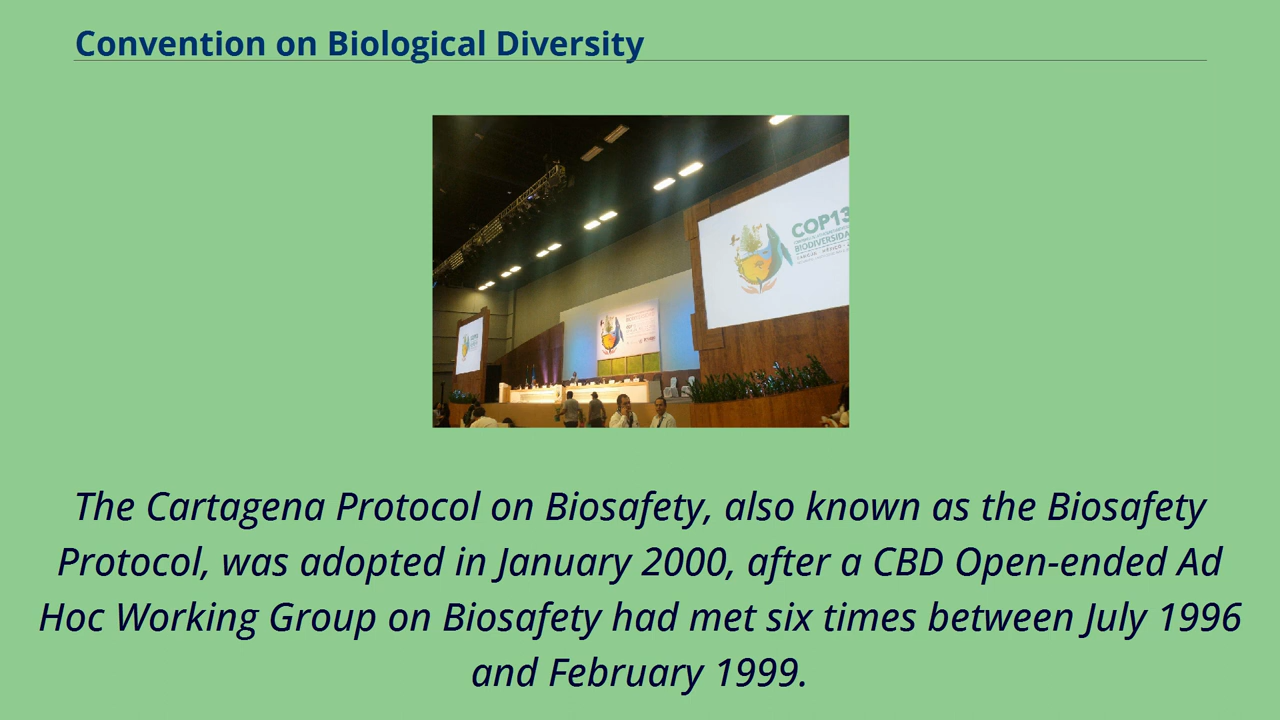 Convention on Biological Diversity
COP13
BIODIVERSIDA
The Cartagena Protocol on Biosafety, also known as the Biosafety
Protocol, was adopted in January 2000, after a CBD Open-ended Ad
Hoc Working Group on Biosafety had met six times between July 1996
and February 1999.